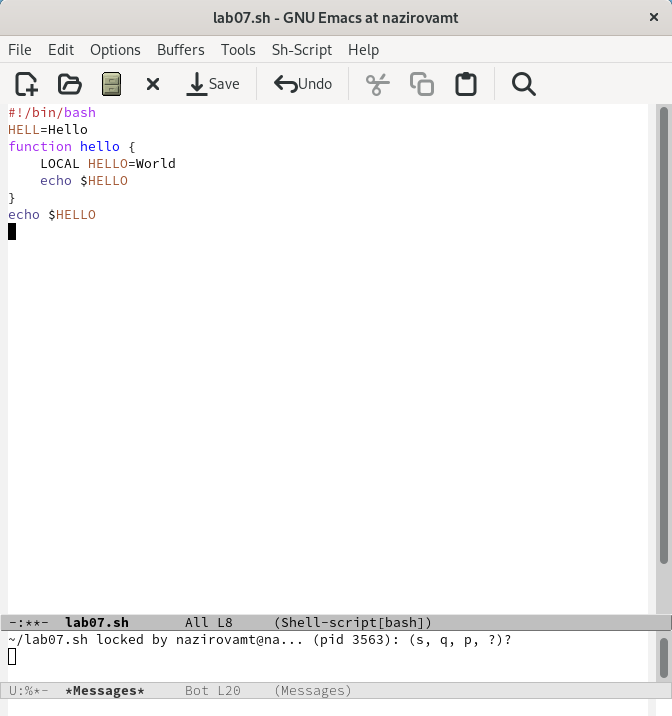 lab07.sh - GNU Emacs at nazirovamt
File Edit Options Buffers Tools Sh-Script Help
Save Undo
#!/bin/bash
HELL=Hello
function hello {
    LOCAL HELLO=World
    echo $HELLO
}
echo $HELLO
-:**-  lab07.sh       All L8     (Shell-script[bash])
~/lab07.sh locked by nazirovamt@na... (pid 3563): (s, q, p, ?)?
U:%*-  *Messages*     Bot L20    (Messages)